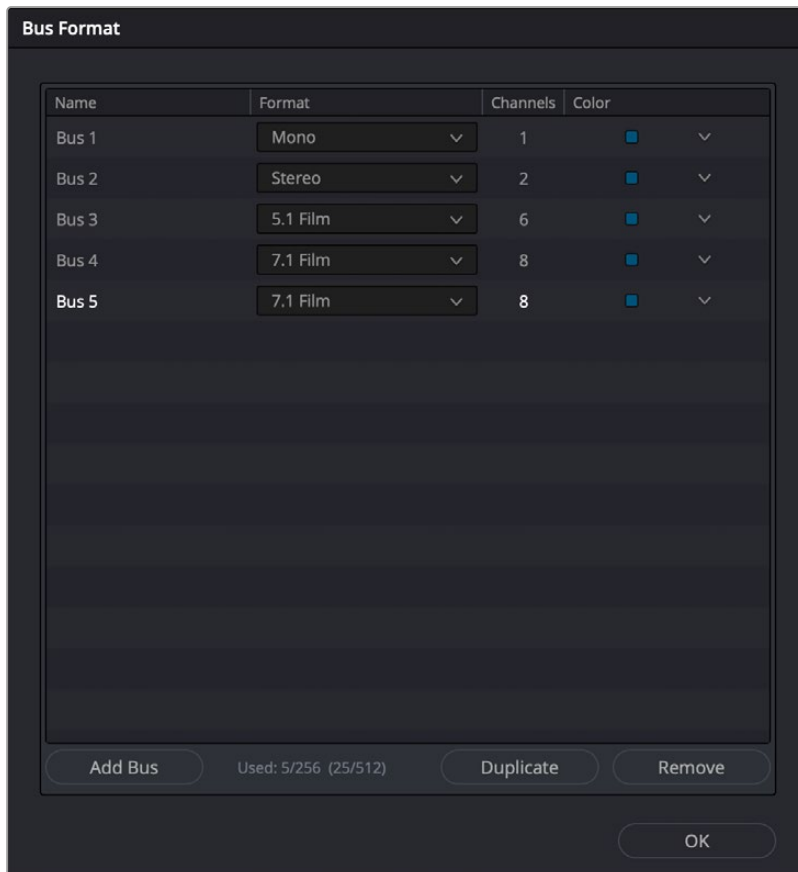 Bus Format
Name Format Channels Color
Bus 1 Mono 1
Bus 2 Stereo 2
Bus 3 5.1 Film 6
Bus 4 7.1 Film 8
Bus 5 7.1 Film 8
Add Bus Used: 5/256 (25/512) Duplicate Remove
OK